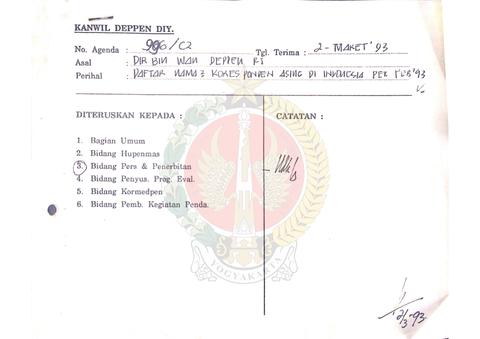 KANWIL DEPPEN DIY.
No. Agenda : 996/C2 Tgl. Terima : 2 - MARET '93
Asal : DIR BIN WAN DEPPEN RI
Perihal : DAFTAR NAMA2 KORESPONDEN ASING DI INDONESIA PER FEB '93
DITERUSKAN KEPADA :
1. Bagian Umum
2. Bidang Hupenmas
3. Bidang Pers & Penerbitan
4. Bidang Penyus. Prog. Eval.
5. Bidang Kormedpen
6. Bidang Pemb. Kegiatan Penda.
CATATAN :
YOGYAKARTA
2/3-93